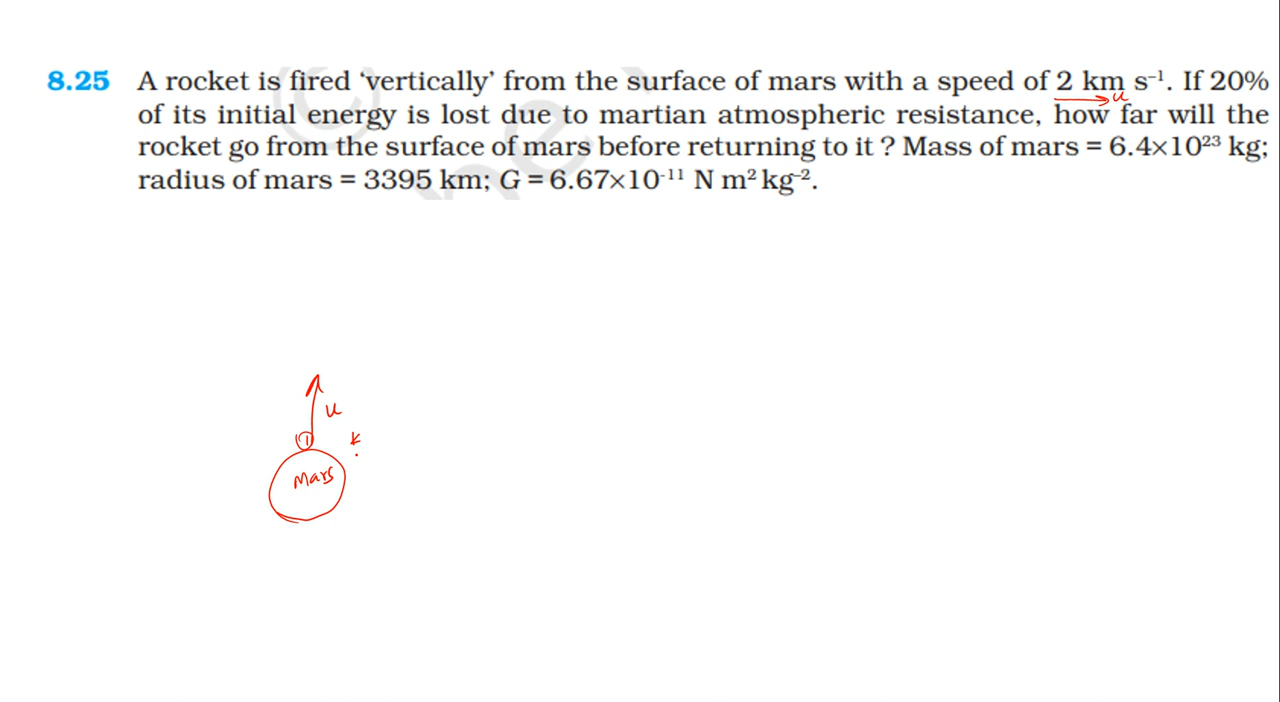 8.25 A rocket is fired ‘vertically’ from the surface of mars with a speed of 2 km s⁻¹. If 20%
u
of its initial energy is lost due to martian atmospheric resistance, how far will the
rocket go from the surface of mars before returning to it ? Mass of mars = 6.4×10²³ kg;
radius of mars = 3395 km; G = 6.67×10⁻¹¹ N m² kg⁻².
u
① K
Mars